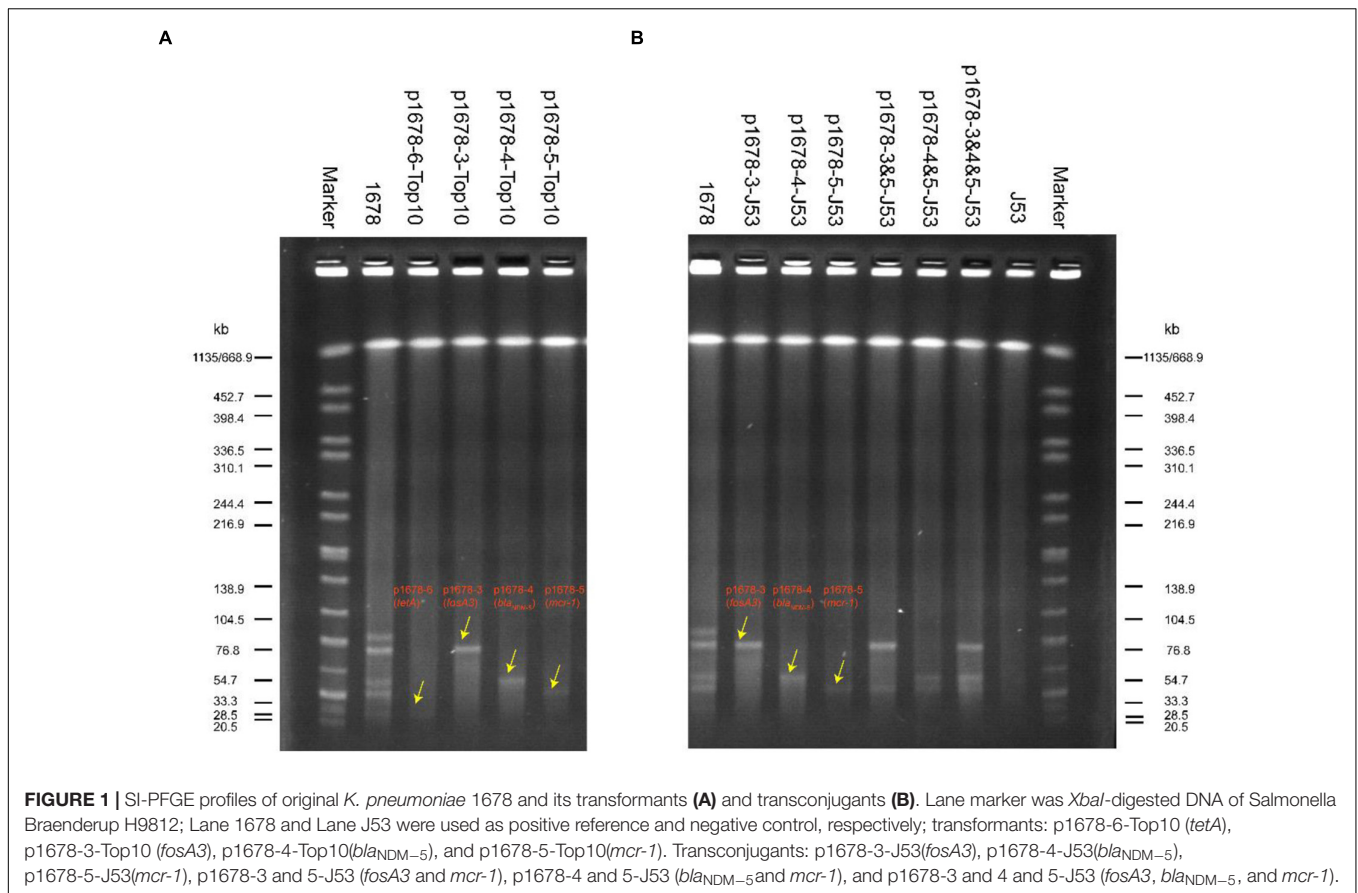 A
B
Marker
1678
p1678-6-Top10
p1678-3-Top10
p1678-4-Top10
p1678-5-Top10
1678
p1678-3-J53
p1678-4-J53
p1678-5-J53
p1678-3&5-J53
p1678-4&5-J53
p1678-3&4&5-J53
J53
Marker
kb
1135/668.9
452.7
398.4
336.5
310.1
244.4
216.9
138.9
104.5
76.8
54.7
33.3
28.5
20.5
p1678-6
(tetA)
p1678-3
(fosA3)
p1678-4
(blaNDM-5)
p1678-5
(mcr-1)
p1678-3
(fosA3)
p1678-4
(blaNDM-5)
p1678-5
(mcr-1)
kb
1135/668.9
452.7
398.4
336.5
310.1
244.4
216.9
138.9
104.5
76.8
54.7
33.3
28.5
20.5
FIGURE 1 | SI-PFGE profiles of original K. pneumoniae 1678 and its transformants (A) and transconjugants (B). Lane marker was XbaI-digested DNA of Salmonella
Braenderup H9812; Lane 1678 and Lane J53 were used as positive reference and negative control, respectively; transformants: p1678-6-Top10 (tetA),
p1678-3-Top10 (fosA3), p1678-4-Top10(blaNDM−5), and p1678-5-Top10(mcr-1). Transconjugants: p1678-3-J53(fosA3), p1678-4-J53(blaNDM−5),
p1678-5-J53(mcr-1), p1678-3 and 5-J53 (fosA3 and mcr-1), p1678-4 and 5-J53 (blaNDM−5and mcr-1), and p1678-3 and 4 and 5-J53 (fosA3, blaNDM−5, and mcr-1).